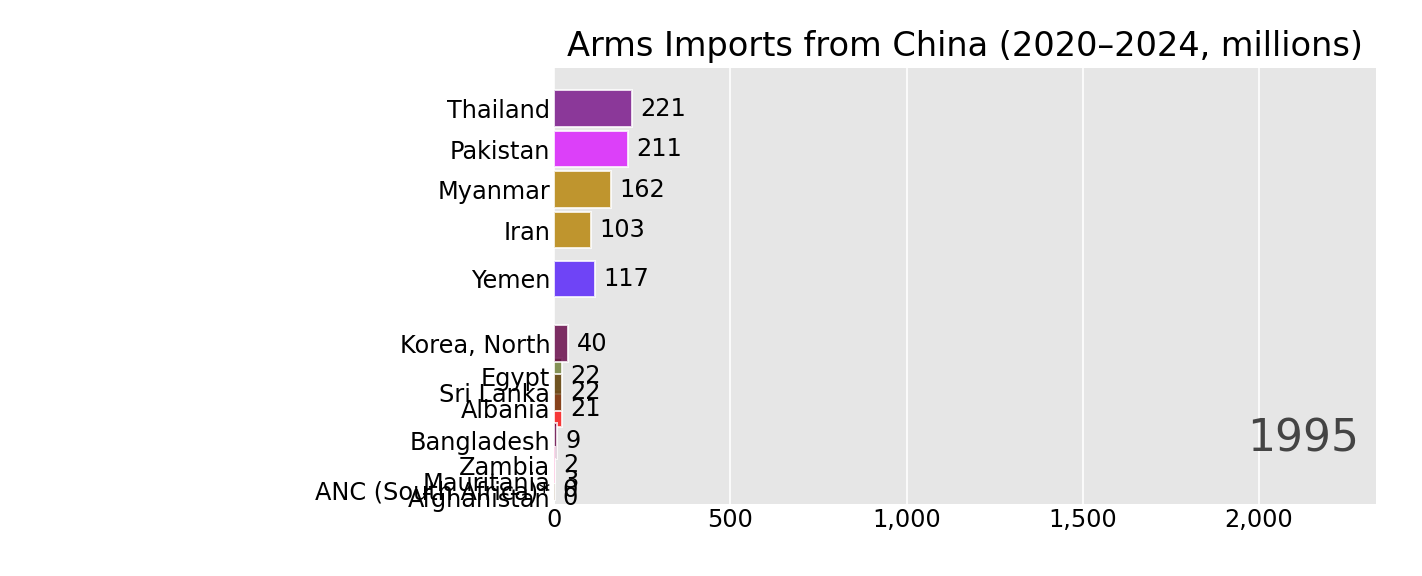 Arms Imports from China (2020–2024, millions)
Thailand 221
Pakistan 211
Myanmar 162
Iran 103
Yemen 117
Korea, North 40
Egypt 22
Sri Lanka 22
Albania 21
1995
Bangladesh 9
Zambia 2
Mauritania 3
ANC (South Africa)*
Afghanistan 0
0 500 1,000 1,500 2,000